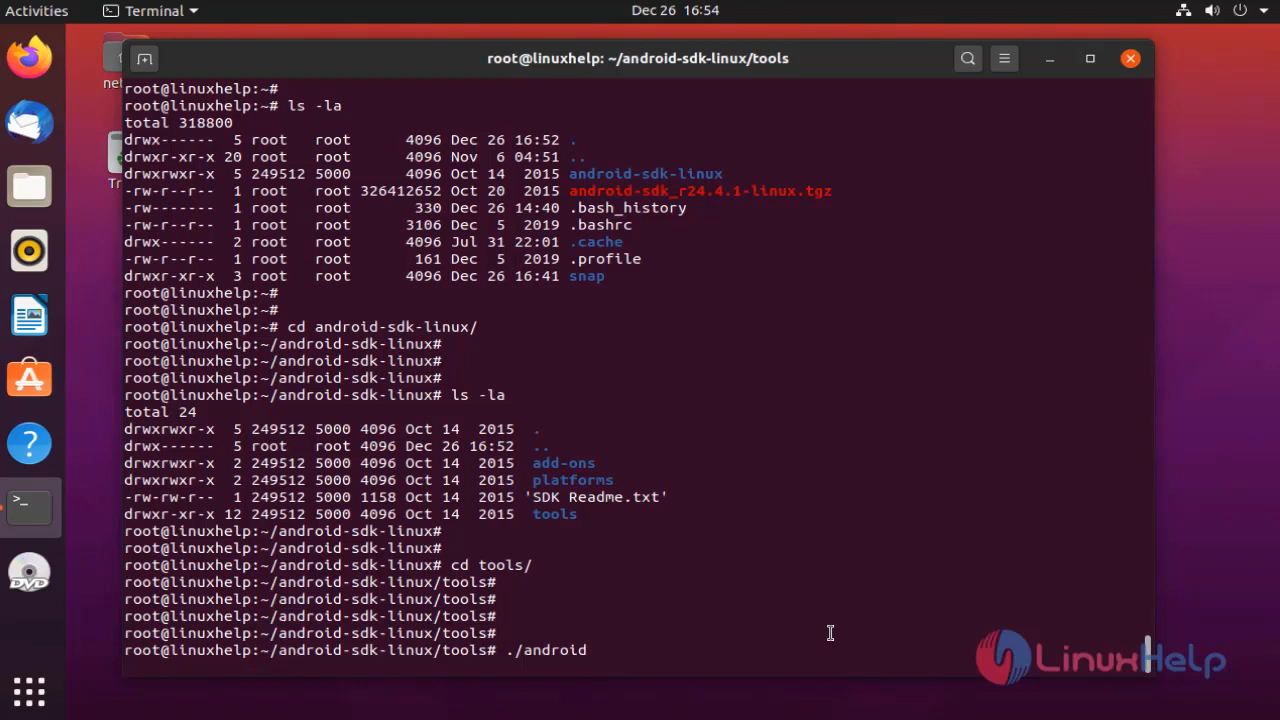 Activities
Terminal
Dec 26 16:54
root@linuxhelp: ~/android-sdk-linux/tools
root@linuxhelp:~#
root@linuxhelp:~# ls -la
total 318800
drwx------  5 root   root        4096 Dec 26 16:52 .
drwxr-xr-x 20 root   root        4096 Nov  6 04:51 ..
drwxrwxr-x  5 249512 5000        4096 Oct 14  2015 android-sdk-linux
-rw-r--r--  1 root   root   326412652 Oct 20  2015 android-sdk_r24.4.1-linux.tgz
-rw-------  1 root   root         330 Dec 26 14:40 .bash_history
-rw-r--r--  1 root   root        3106 Dec  5  2019 .bashrc
drwx------  2 root   root        4096 Jul 31 22:01 .cache
-rw-r--r--  1 root   root         161 Dec  5  2019 .profile
drwxr-xr-x  3 root   root        4096 Dec 26 16:41 snap
root@linuxhelp:~#
root@linuxhelp:~#
root@linuxhelp:~# cd android-sdk-linux/
root@linuxhelp:~/android-sdk-linux#
root@linuxhelp:~/android-sdk-linux#
root@linuxhelp:~/android-sdk-linux#
root@linuxhelp:~/android-sdk-linux# ls -la
total 24
drwxrwxr-x  5 249512 5000 4096 Oct 14  2015  .
drwx------  5 root   root 4096 Dec 26 16:52  ..
drwxrwxr-x  2 249512 5000 4096 Oct 14  2015  add-ons
drwxrwxr-x  2 249512 5000 4096 Oct 14  2015  platforms
-rw-rw-r--  1 249512 5000 1158 Oct 14  2015 'SDK Readme.txt'
drwxr-xr-x 12 249512 5000 4096 Oct 14  2015  tools
root@linuxhelp:~/android-sdk-linux#
root@linuxhelp:~/android-sdk-linux#
root@linuxhelp:~/android-sdk-linux# cd tools/
root@linuxhelp:~/android-sdk-linux/tools#
root@linuxhelp:~/android-sdk-linux/tools#
root@linuxhelp:~/android-sdk-linux/tools#
root@linuxhelp:~/android-sdk-linux/tools#
root@linuxhelp:~/android-sdk-linux/tools# ./android
LinuxHelp
DVD